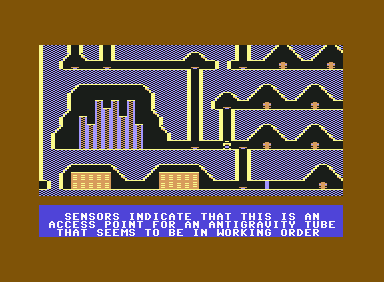 SENSORS INDICATE THAT THIS IS AN
ACCESS POINT FOR AN ANTIGRAVITY TUBE
THAT SEEMS TO BE IN WORKING ORDER